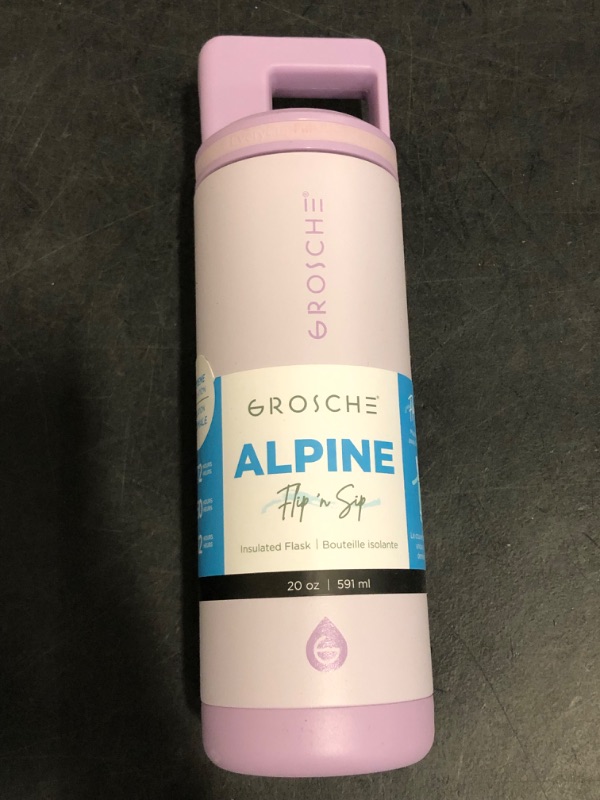 GROSCHE®
GROSCHE®
ALPINE
Flip 'n Sip
Insulated Flask | Bouteille isolante
20 oz | 591 ml